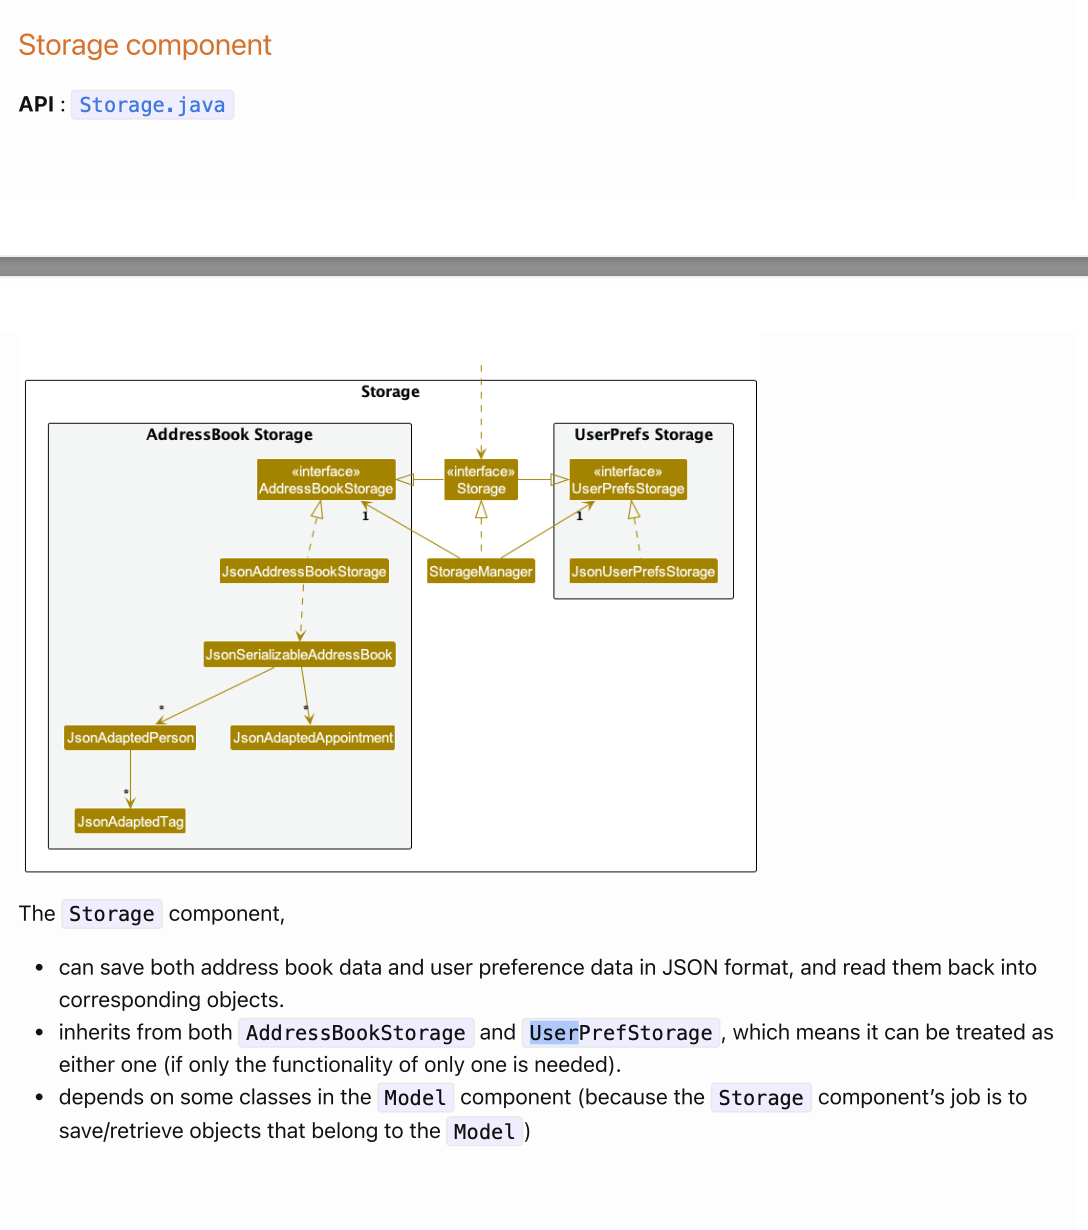 Storage component
API : Storage.java
Storage
AddressBook Storage
UserPrefs Storage
«interface»
AddressBookStorage
«interface»
Storage
«interface»
UserPrefsStorage
1
1
JsonAddressBookStorage
StorageManager
JsonUserPrefsStorage
JsonSerializableAddressBook
*
*
JsonAdaptedPerson
JsonAdaptedAppointment
*
JsonAdaptedTag
The Storage component,
• can save both address book data and user preference data in JSON format, and read them back into
corresponding objects.
• inherits from both AddressBookStorage and UserPrefStorage , which means it can be treated as
either one (if only the functionality of only one is needed).
• depends on some classes in the Model component (because the Storage component’s job is to
save/retrieve objects that belong to the Model )